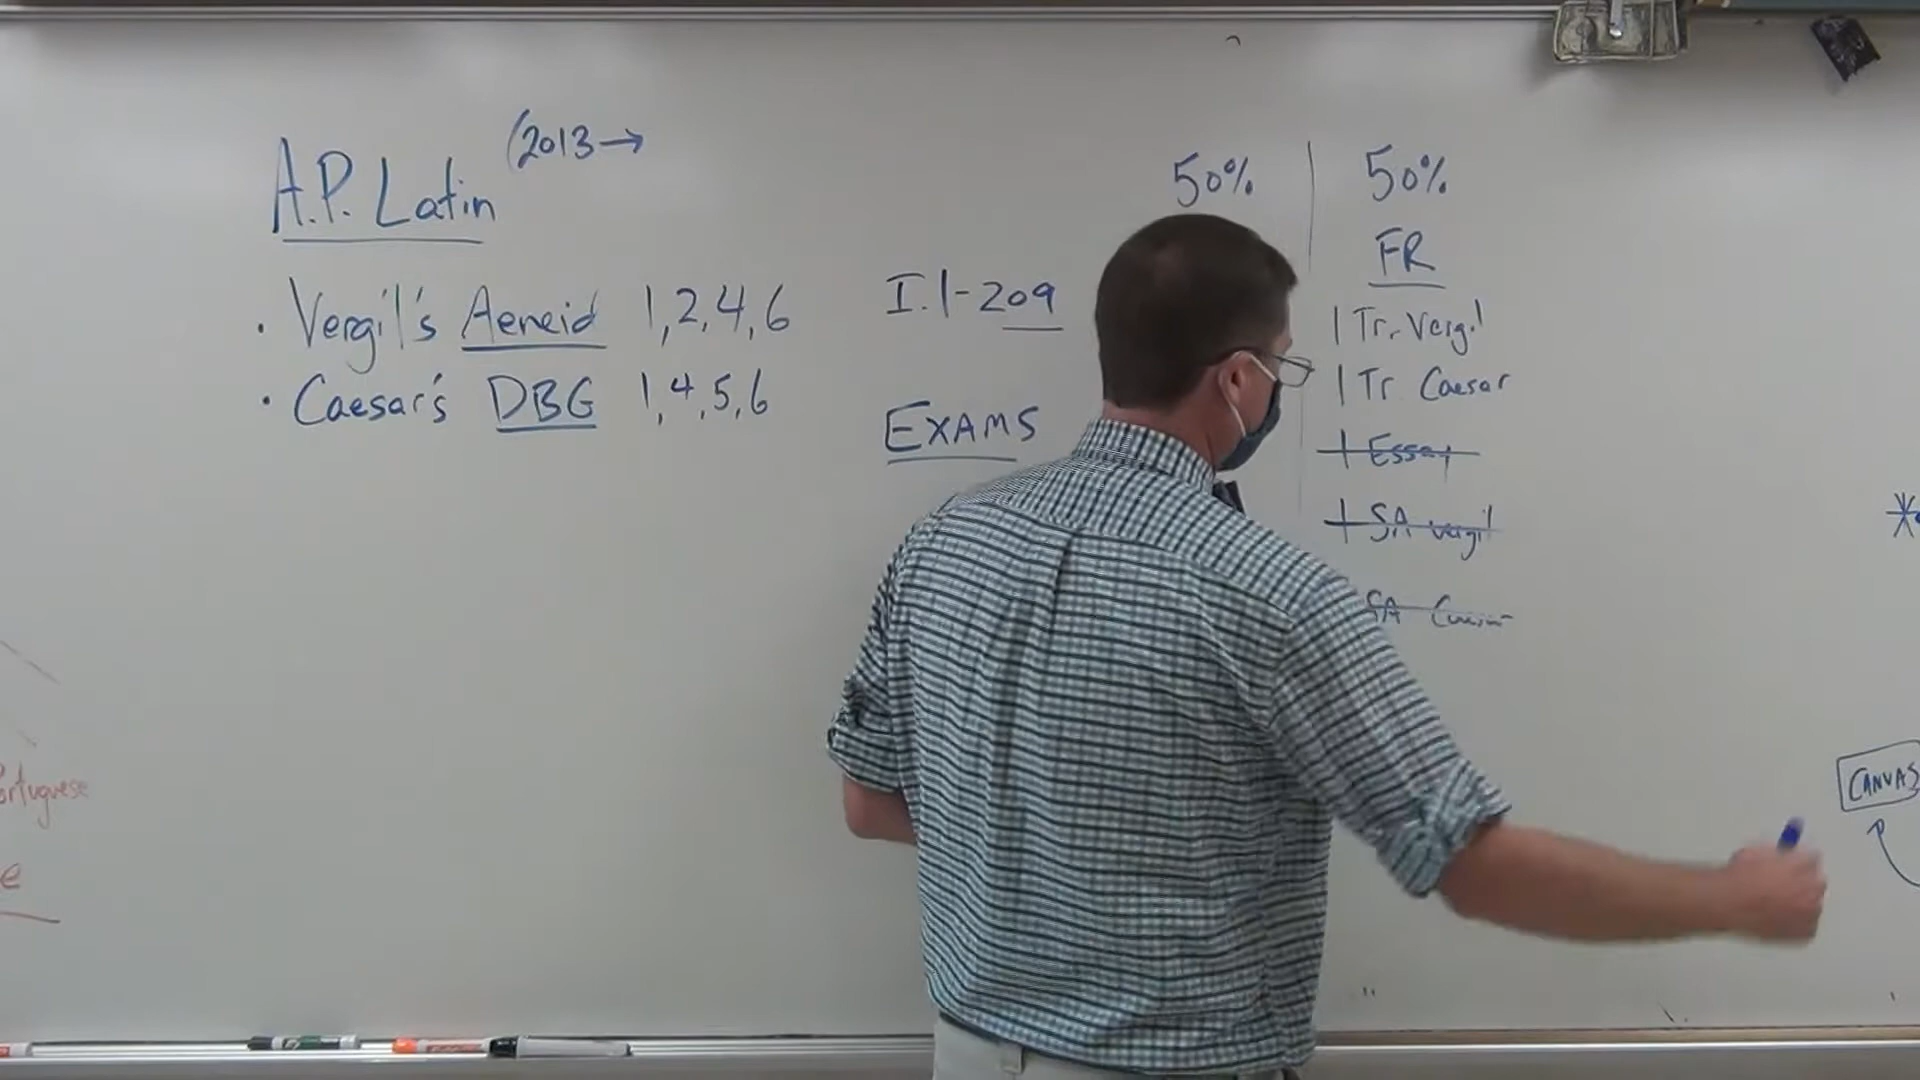 A.P. Latin (2013→
· Vergil's Aeneid 1,2,4,6
· Caesar's DBG 1,4,5,6
I.1-209
EXAMS
50%
50%
FR
1 Tr. Vergil
1 Tr. Caesar
1 Essay
1 SA Vergil
SA Caesar
*
CANVAS
ortuguese
e